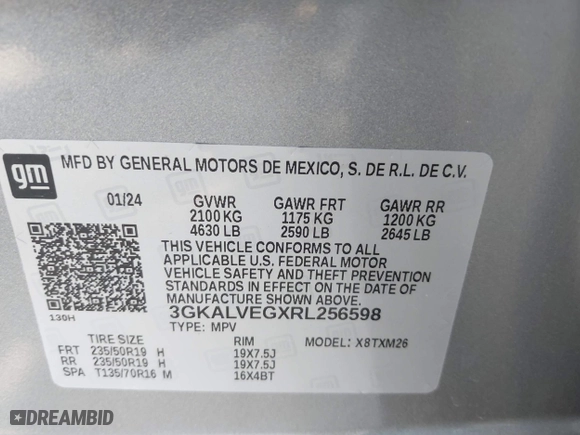 gm
MFD BY GENERAL MOTORS DE MEXICO, S. DE R.L. DE C.V.
01/24 GVWR GAWR FRT GAWR RR
2100 KG 1175 KG 1200 KG
4630 LB 2590 LB 2645 LB
THIS VEHICLE CONFORMS TO ALL
APPLICABLE U.S. FEDERAL MOTOR
VEHICLE SAFETY AND THEFT PREVENTION
STANDARDS IN EFFECT ON THE DATE OF
MANUFACTURE SHOWN ABOVE.
130H 3GKALVEGXRL256598
TYPE: MPV MODEL: X8TXM26
TIRE SIZE RIM
FRT 235/50R19 H 19X7.5J
RR 235/50R19 H 19X7.5J
SPA T135/70R16 M 16X4BT
DREAMBID